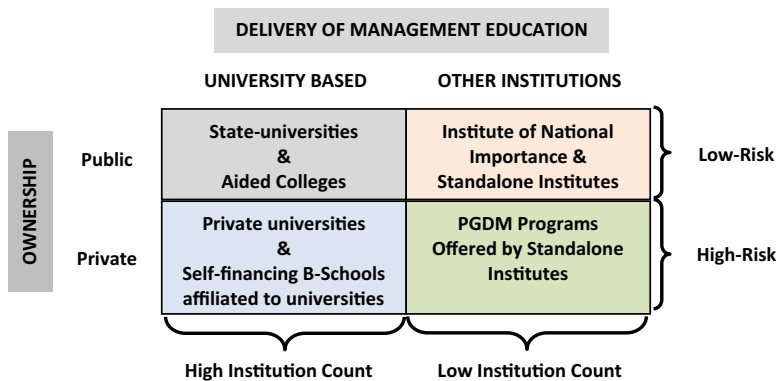 DELIVERY OF MANAGEMENT EDUCATION
UNIVERSITY BASED
OTHER INSTITUTIONS
OWNERSHIP
Public
State-universities
&
Aided Colleges
Institute of National
Importance &
Standalone Institutes
Low-Risk
Private
Private universities
&
Self-financing B-Schools
affiliated to universities
PGDM Programs
Offered by Standalone
Institutes
High-Risk
High Institution Count
Low Institution Count